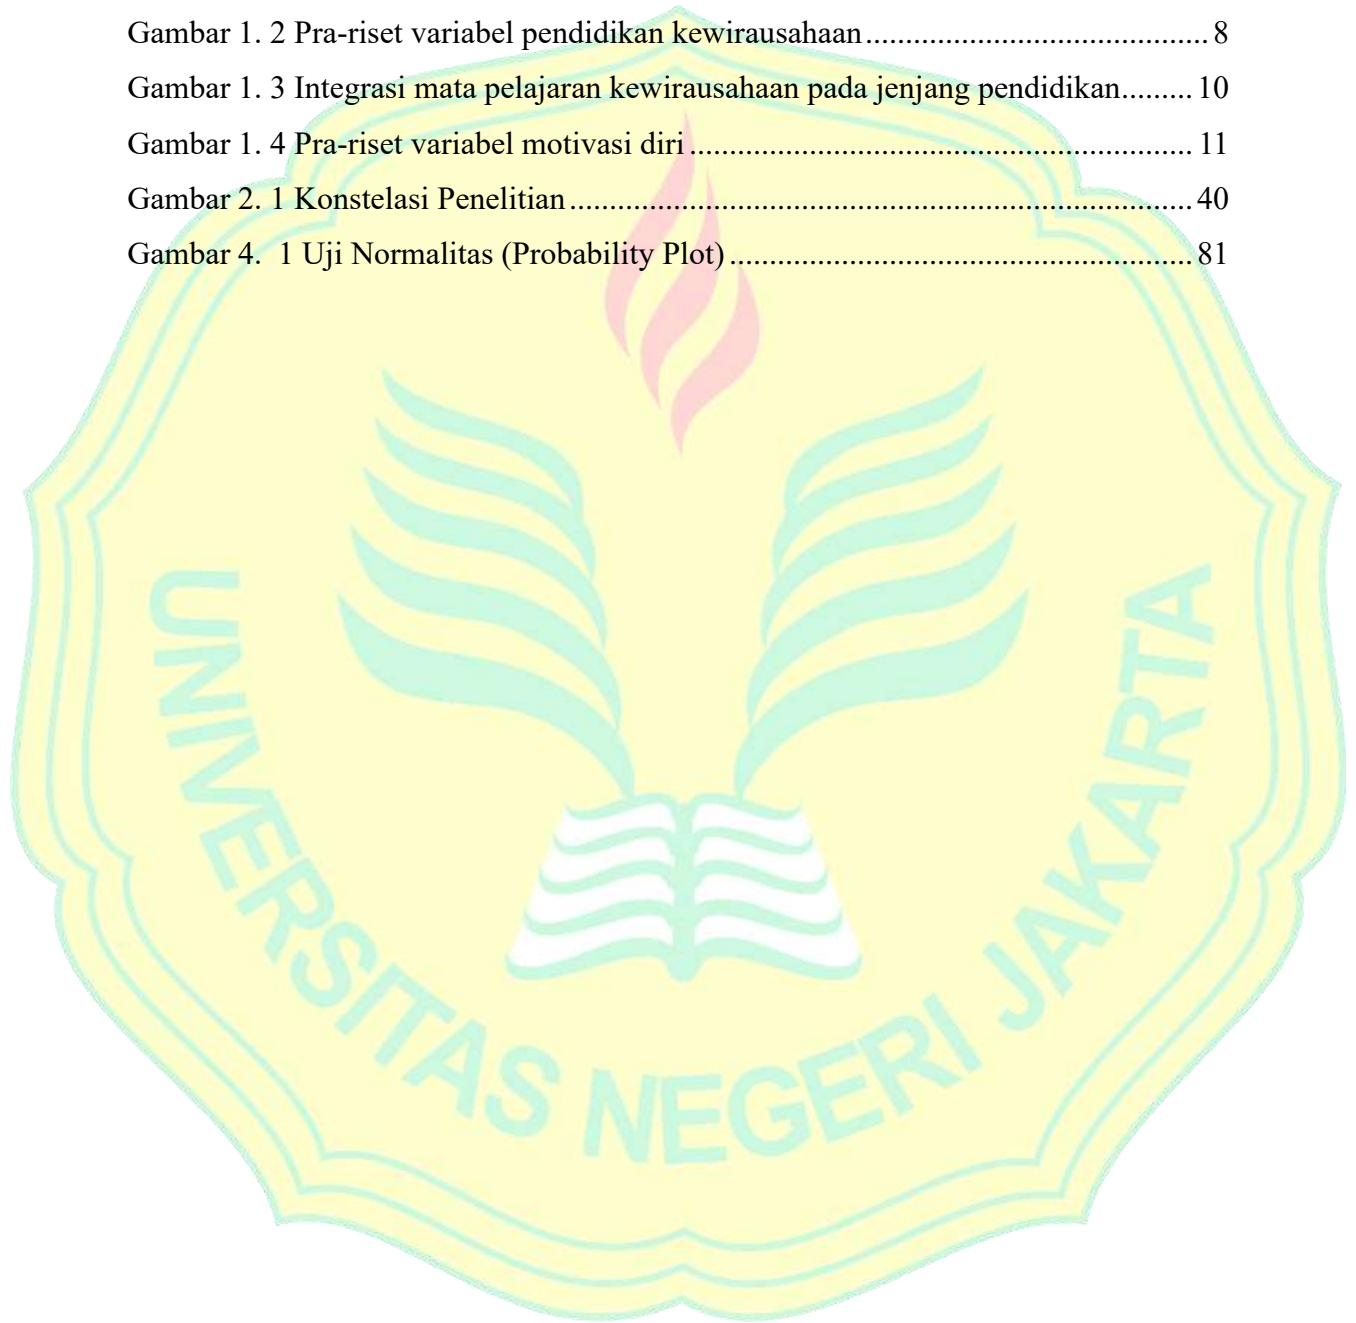 Gambar 1. 2 Pra-riset variabel pendidikan kewirausahaan.......................................... 8
Gambar 1. 3 Integrasi mata pelajaran kewirausahaan pada jenjang pendidikan......... 10
Gambar 1. 4 Pra-riset variabel motivasi diri.............................................................. 11
Gambar 2. 1 Konstelasi Penelitian............................................................................. 40
Gambar 4.  1 Uji Normalitas (Probability Plot)......................................................... 81
UNIVERSITAS NEGERI JAKARTA